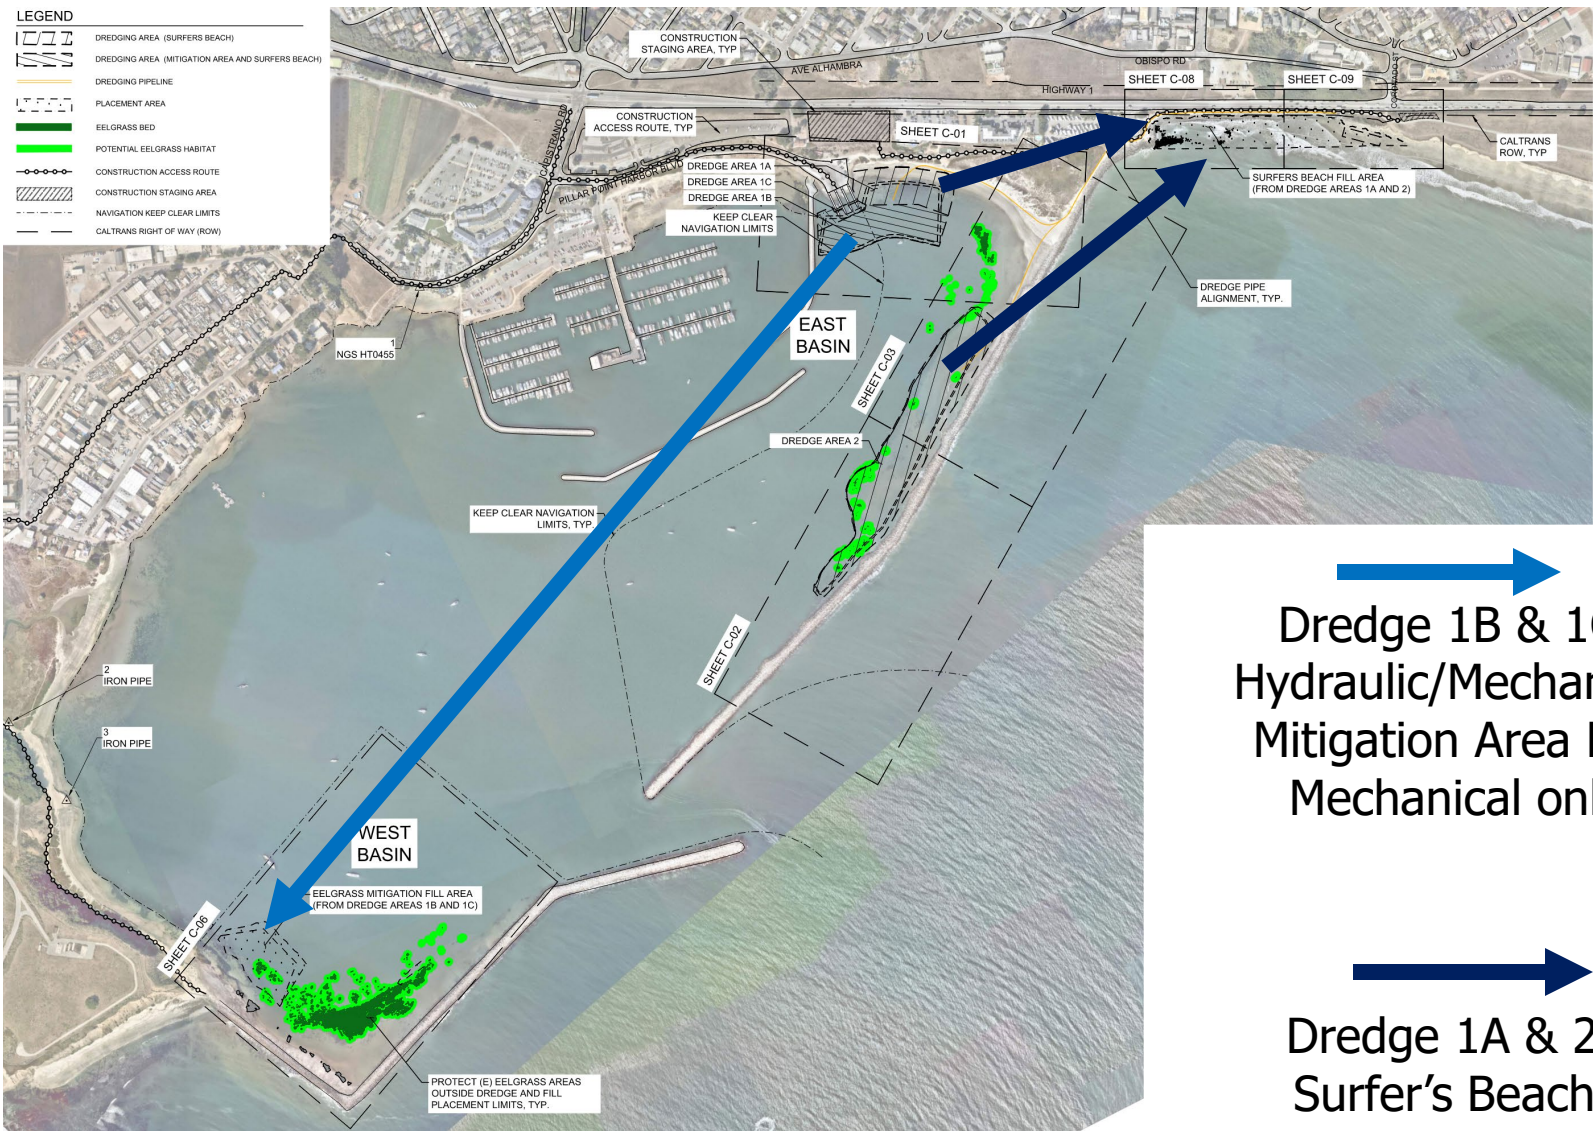 LEGEND
DREDGING AREA (SURFERS BEACH)
DREDGING AREA (MITIGATION AREA AND SURFERS BEACH)
DREDGING PIPELINE
PLACEMENT AREA
EELGRASS BED
POTENTIAL EELGRASS HABITAT
CONSTRUCTION ACCESS ROUTE
CONSTRUCTION STAGING AREA
NAVIGATION KEEP CLEAR LIMITS
CALTRANS RIGHT OF WAY (ROW)
CONSTRUCTION
STAGING AREA, TYP
AVE ALHAMBRA
OBISPO RD
CORONADO ST
HIGHWAY 1
SHEET C-08
SHEET C-09
CONSTRUCTION
ACCESS ROUTE, TYP
SHEET C-01
CALTRANS
ROW, TYP
CAPISTRANO RD
PILLAR POINT HARBOR BLVD
DREDGE AREA 1A
DREDGE AREA 1C
DREDGE AREA 1B
KEEP CLEAR
NAVIGATION LIMITS
SURFERS BEACH FILL AREA
(FROM DREDGE AREAS 1A AND 2)
DREDGE PIPE
ALIGNMENT, TYP.
1
NGS HT0455
EAST
BASIN
SHEET C-03
DREDGE AREA 2
KEEP CLEAR NAVIGATION
LIMITS, TYP.
SHEET C-02
2
IRON PIPE
3
IRON PIPE
WEST
BASIN
EELGRASS MITIGATION FILL AREA
(FROM DREDGE AREAS 1B AND 1C)
SHEET C-06
PROTECT (E) EELGRASS AREAS
OUTSIDE DREDGE AND FILL
PLACEMENT LIMITS, TYP.
Dredge 1B &
Mitigation Area
Mechanical
Dredge 1A & 2
Surfer's Beach